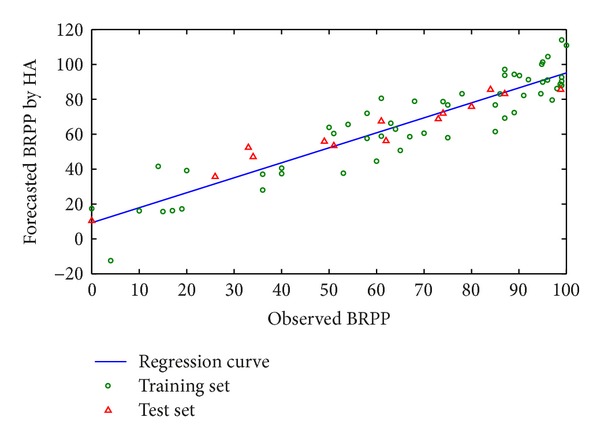 120
100
80
60
40
20
0
−20
Forecasted BRPP by HA
0 10 20 30 40 50 60 70 80 90 100
Observed BRPP
Regression curve
Training set
Test set